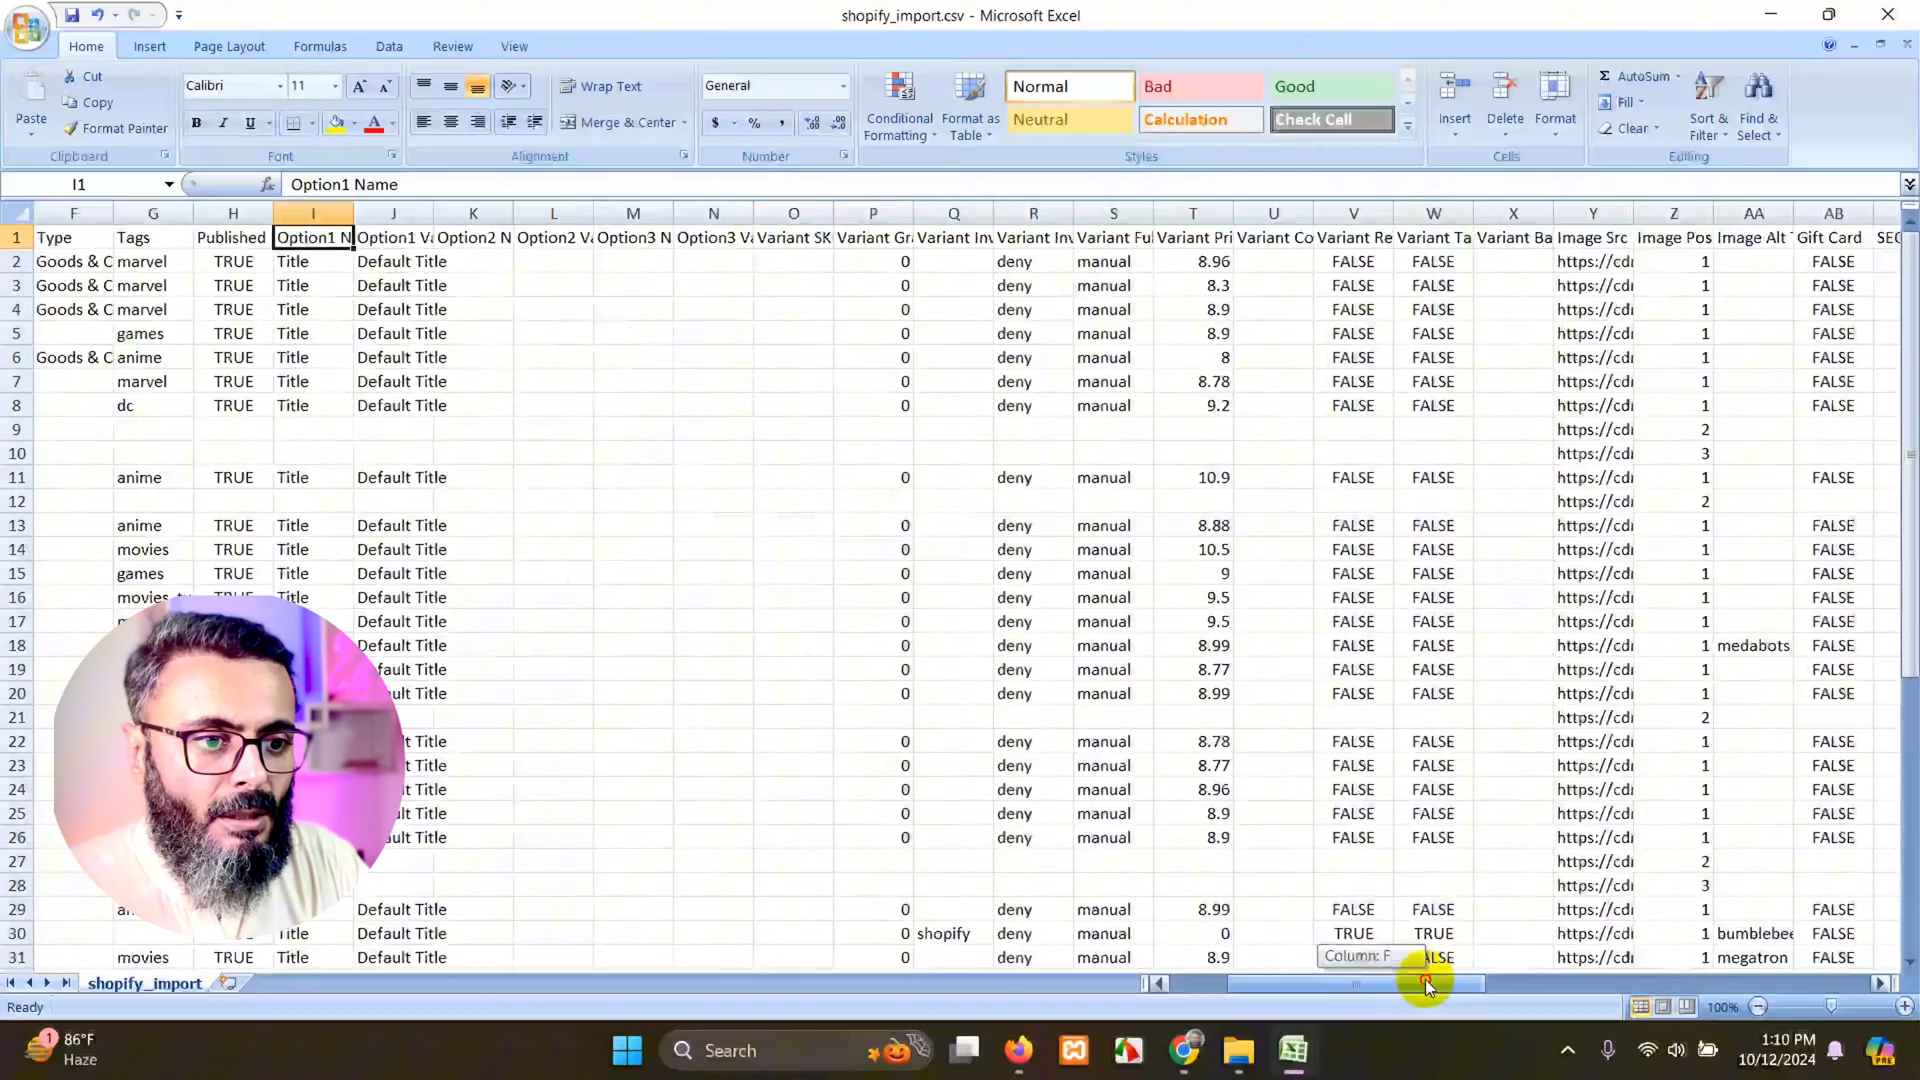 shopify_import.csv - Microsoft Excel
Home Insert Page Layout Formulas Data Review View
Paste Cut Copy Format Painter Clipboard
Calibri 11 B I U Font
Wrap Text Merge & Center Alignment
General $ % , Number
Conditional Formatting Format as Table Normal Bad Good Neutral Calculation Check Cell Styles
Insert Delete Format Cells
Σ AutoSum Fill Clear Sort & Filter Find & Select Editing
I1 fx Option1 Name
F G H I J K L M N O P Q R S T U V W X Y Z AA AB
1 Type Tags Published Option1 N Option1 Va Option2 N Option2 Va Option3 N Option3 Va Variant SK Variant Gra Variant Inv Variant Inv Variant Fu Variant Pri Variant Co Variant Re Variant Ta Variant Ba Image Src Image Pos Image Alt Gift Card SEO
2 Goods & C marvel TRUE Title Default Title 0 deny manual 8.96 FALSE FALSE https://cd 1 FALSE
3 Goods & C marvel TRUE Title Default Title 0 deny manual 8.3 FALSE FALSE https://cd 1 FALSE
4 Goods & C marvel TRUE Title Default Title 0 deny manual 8.9 FALSE FALSE https://cd 1 FALSE
5 games TRUE Title Default Title 0 deny manual 8.9 FALSE FALSE https://cd 1 FALSE
6 Goods & C anime TRUE Title Default Title 0 deny manual 8 FALSE FALSE https://cd 1 FALSE
7 marvel TRUE Title Default Title 0 deny manual 8.78 FALSE FALSE https://cd 1 FALSE
8 dc TRUE Title Default Title 0 deny manual 9.2 FALSE FALSE https://cd 1 FALSE
9 https://cd 2
10 https://cd 3
11 anime TRUE Title Default Title 0 deny manual 10.9 FALSE FALSE https://cd 1 FALSE
12 https://cd 2
13 anime TRUE Title Default Title 0 deny manual 8.88 FALSE FALSE https://cd 1 FALSE
14 movies TRUE Title Default Title 0 deny manual 10.5 FALSE FALSE https://cd 1 FALSE
15 games TRUE Title Default Title 0 deny manual 9 FALSE FALSE https://cd 1 FALSE
16 movies Default Title 0 deny manual 9.5 FALSE FALSE https://cd 1 FALSE
17 Default Title 0 deny manual 9.5 FALSE FALSE https://cd 1 FALSE
18 Default Title 0 deny manual 8.99 FALSE FALSE https://cd 1 medabots FALSE
19 fault Title 0 deny manual 8.77 FALSE FALSE https://cd 1 FALSE
20 ult Title 0 deny manual 8.99 FALSE FALSE https://cd 1 FALSE
21 https://cd 2
22 ult Title 0 deny manual 8.78 FALSE FALSE https://cd 1 FALSE
23 ult Title 0 deny manual 8.77 FALSE FALSE https://cd 1 FALSE
24 ult Title 0 deny manual 8.96 FALSE FALSE https://cd 1 FALSE
25 ult Title 0 deny manual 8.9 FALSE FALSE https://cd 1 FALSE
26 ault Title 0 deny manual 8.9 FALSE FALSE https://cd 1 FALSE
27 https://cd 2
28 https://cd 3
29 Default Title 0 deny manual 8.99 FALSE FALSE https://cd 1 FALSE
30 Title Default Title 0 shopify deny manual 0 TRUE TRUE https://cd 1 bumblebee FALSE
31 movies Title Default Title 0 deny manual 8.9 ALSE https://cd 1 megatron FALSE
Column: F
shopify_import
Ready 100%
1 86°F Haze
Search
1:10 PM
10/12/2024
PRE